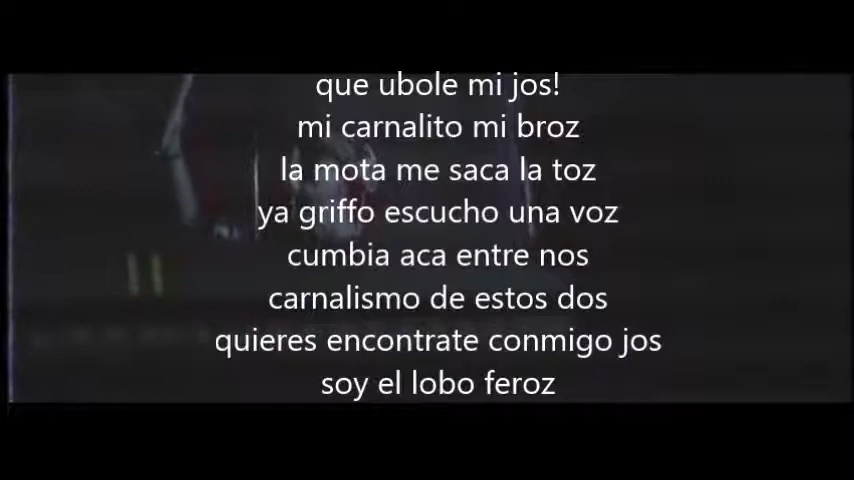 que ubole mi jos!
mi carnalito mi broz
la mota me saca la toz
ya griffo escucho una voz
cumbia aca entre nos
carnalismo de estos dos
quieres encontrate conmigo jos
soy el lobo feroz